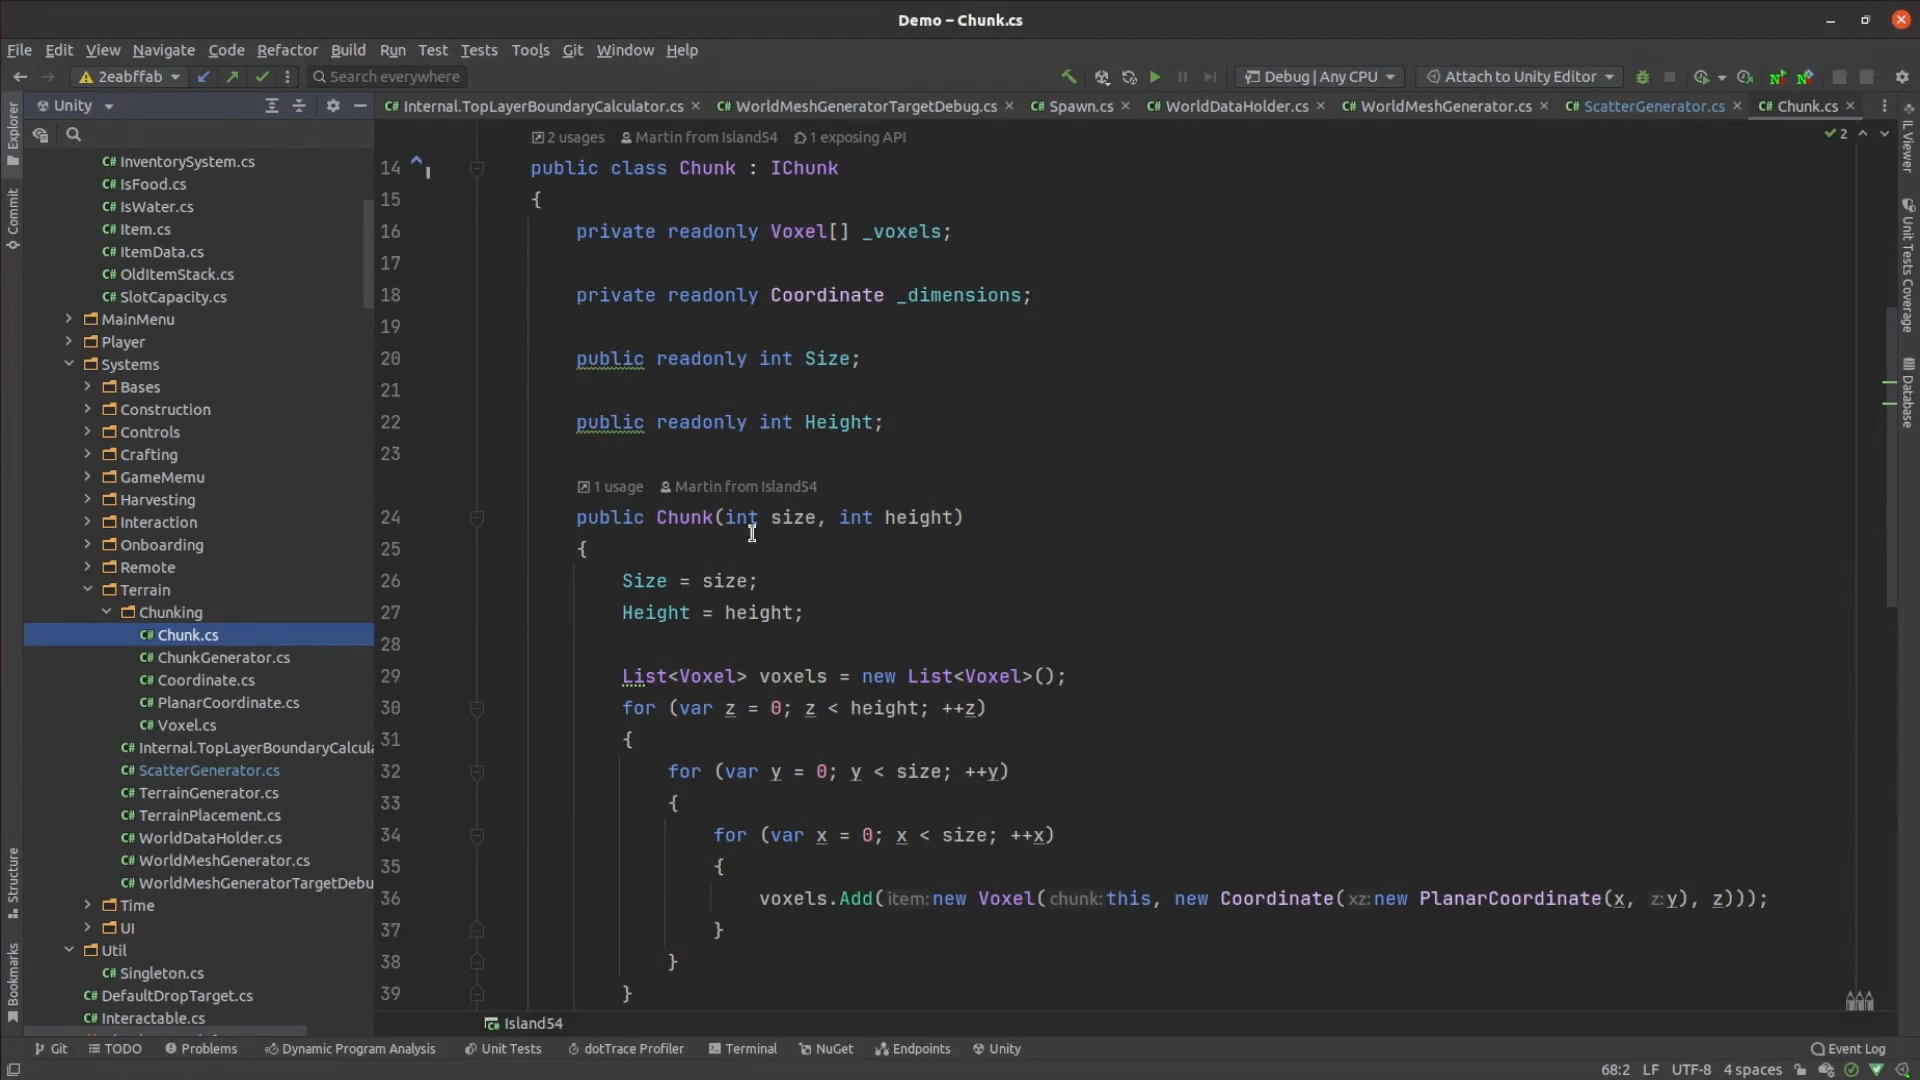 Demo – Chunk.cs
File Edit View Navigate Code Refactor Build Run Test Tests Tools Git Window Help
2eabffab Search everywhere Debug | Any CPU Attach to Unity Editor
Unity
Internal.TopLayerBoundaryCalculator.cs WorldMeshGeneratorTargetDebug.cs Spawn.cs WorldDataHolder.cs WorldMeshGenerator.cs ScatterGenerator.cs Chunk.cs
Explorer
Commit
Structure
Bookmarks
C# InventorySystem.cs
C# IsFood.cs
C# IsWater.cs
C# Item.cs
C# ItemData.cs
C# OldItemStack.cs
C# SlotCapacity.cs
MainMenu
Player
Systems
Bases
Construction
Controls
Crafting
GameMemu
Harvesting
Interaction
Onboarding
Remote
Terrain
Chunking
C# Chunk.cs
C# ChunkGenerator.cs
C# Coordinate.cs
C# PlanarCoordinate.cs
C# Voxel.cs
C# Internal.TopLayerBoundaryCalcula
C# ScatterGenerator.cs
C# TerrainGenerator.cs
C# TerrainPlacement.cs
C# WorldDataHolder.cs
C# WorldMeshGenerator.cs
C# WorldMeshGeneratorTargetDebu
Time
UI
Util
C# Singleton.cs
C# DefaultDropTarget.cs
C# Interactable.cs
2 usages Martin from Island54 1 exposing API
2
14 public class Chunk : IChunk
15 {
16 private readonly Voxel[] _voxels;
17
18 private readonly Coordinate _dimensions;
19
20 public readonly int Size;
21
22 public readonly int Height;
23
1 usage Martin from Island54
24 public Chunk(int size, int height)
25 {
26 Size = size;
27 Height = height;
28
29 List<Voxel> voxels = new List<Voxel>();
30 for (var z = 0; z < height; ++z)
31 {
32 for (var y = 0; y < size; ++y)
33 {
34 for (var x = 0; x < size; ++x)
35 {
36 voxels.Add(item:new Voxel(chunk:this, new Coordinate(xz:new PlanarCoordinate(x, z:y), z)));
37 }
38 }
39 }
Island54
IL Viewer
Unit Tests Coverage
Database
Git TODO Problems Dynamic Program Analysis Unit Tests dotTrace Profiler Terminal NuGet Endpoints Unity Event Log
68:2 LF UTF-8 4 spaces